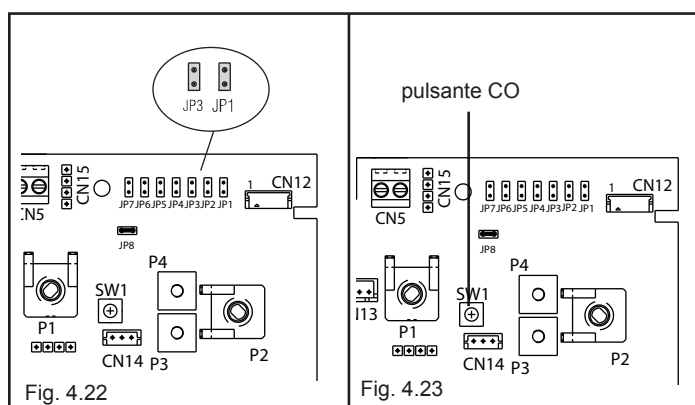 JP3 JP1
CN5
CN15
JP7 JP6 JP5 JP4 JP3 JP2 JP1
1
CN12
JP8
P4
SW1
P1
P2
CN14
P3
Fig. 4.22
pulsante CO
CN5
CN15
JP7 JP6 JP5 JP4 JP3 JP2 JP1
1
CN12
JP8
P4
SW1
N13
P1
P2
CN14
P3
Fig. 4.23